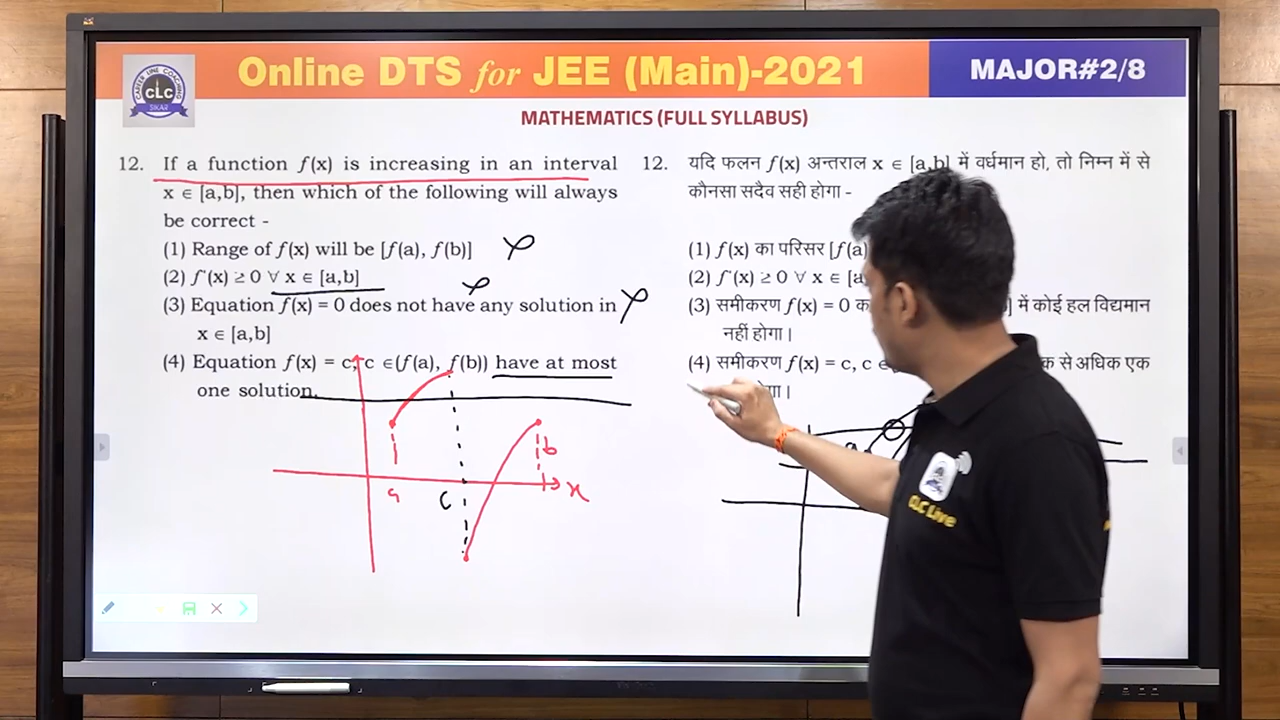 CAREER LINE COACHING
CLC
SIKAR
Online DTS for JEE (Main)-2021
MAJOR#2/8
MATHEMATICS (FULL SYLLABUS)
12. If a function f(x) is increasing in an interval
x ∈ [a,b], then which of the following will always
be correct -
(1) Range of f(x) will be [f(a), f(b)]
(2) f'(x) ≥ 0 ∀ x ∈ [a,b]
(3) Equation f(x) = 0 does not have any solution in
x ∈ [a,b]
(4) Equation f(x) = c, c ∈ (f(a), f(b)) have at most
one solution.
a
c
b
x
12. यदि फलन f(x) अन्तराल x ∈ [a,b] में वर्धमान हो, तो निम्न में से
कौनसा सदैव सही होगा -
(1) f(x) का परिसर [f(a)
(2) f'(x) ≥ 0 ∀ x ∈ [a,
(3) समीकरण f(x) = 0 ] में कोई हल विद्यमान
नहीं होगा।
(4) समीकरण f(x) = c, c ∈ से अधिक एक
a
CLC Live